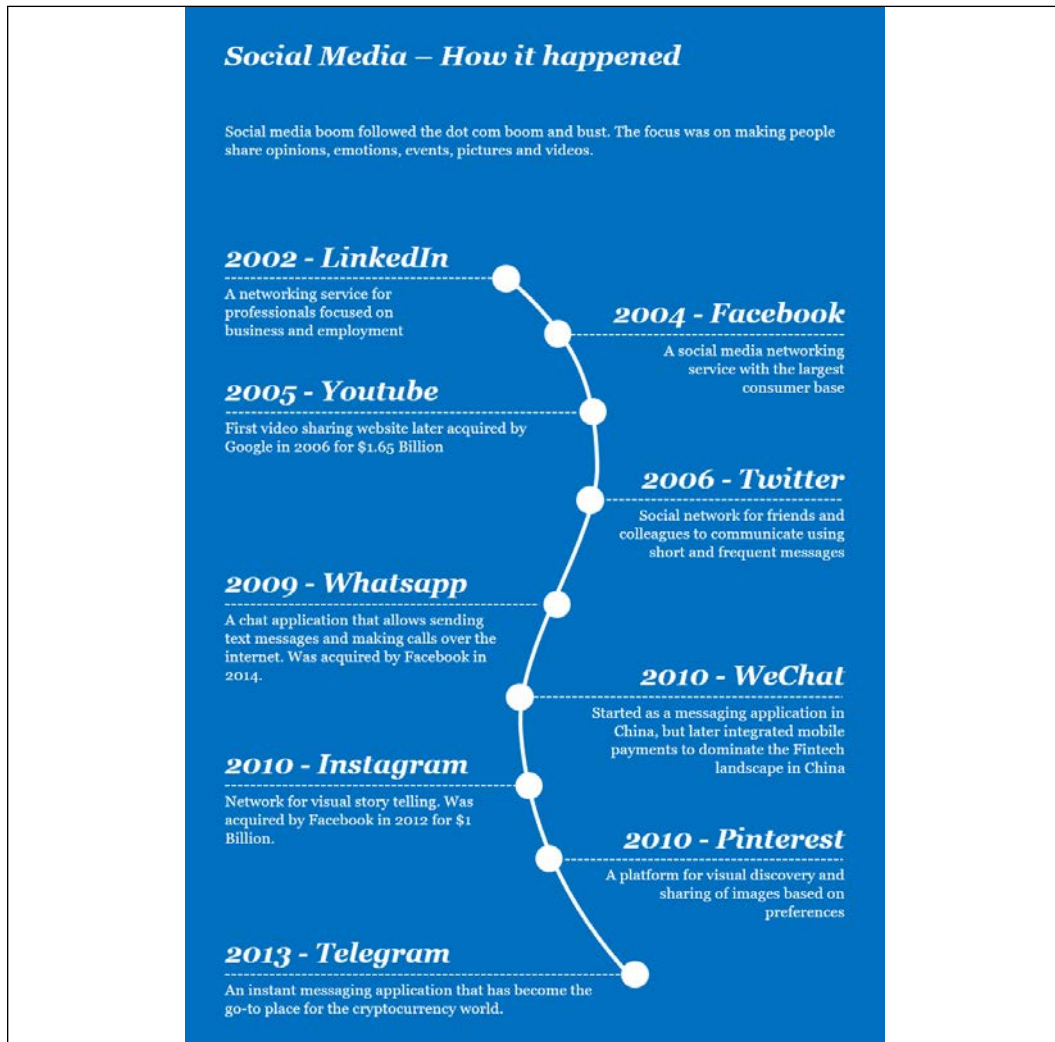 Social Media – How it happened
Social media boom followed the dot com boom and bust. The focus was on making people
share opinions, emotions, events, pictures and videos.
2002 - LinkedIn
A networking service for
professionals focused on
business and employment
2004 - Facebook
A social media networking
service with the largest
consumer base
2005 - Youtube
First video sharing website later acquired by
Google in 2006 for $1.65 Billion
2006 - Twitter
Social network for friends and
colleagues to communicate using
short and frequent messages
2009 - Whatsapp
A chat application that allows sending
text messages and making calls over the
internet. Was acquired by Facebook in
2014.
2010 - WeChat
Started as a messaging application in
China, but later integrated mobile
payments to dominate the Fintech
landscape in China
2010 - Instagram
Network for visual story telling. Was
acquired by Facebook in 2012 for $1
Billion.
2010 - Pinterest
A platform for visual discovery and
sharing of images based on
preferences
2013 - Telegram
An instant messaging application that has become the
go-to place for the cryptocurrency world.